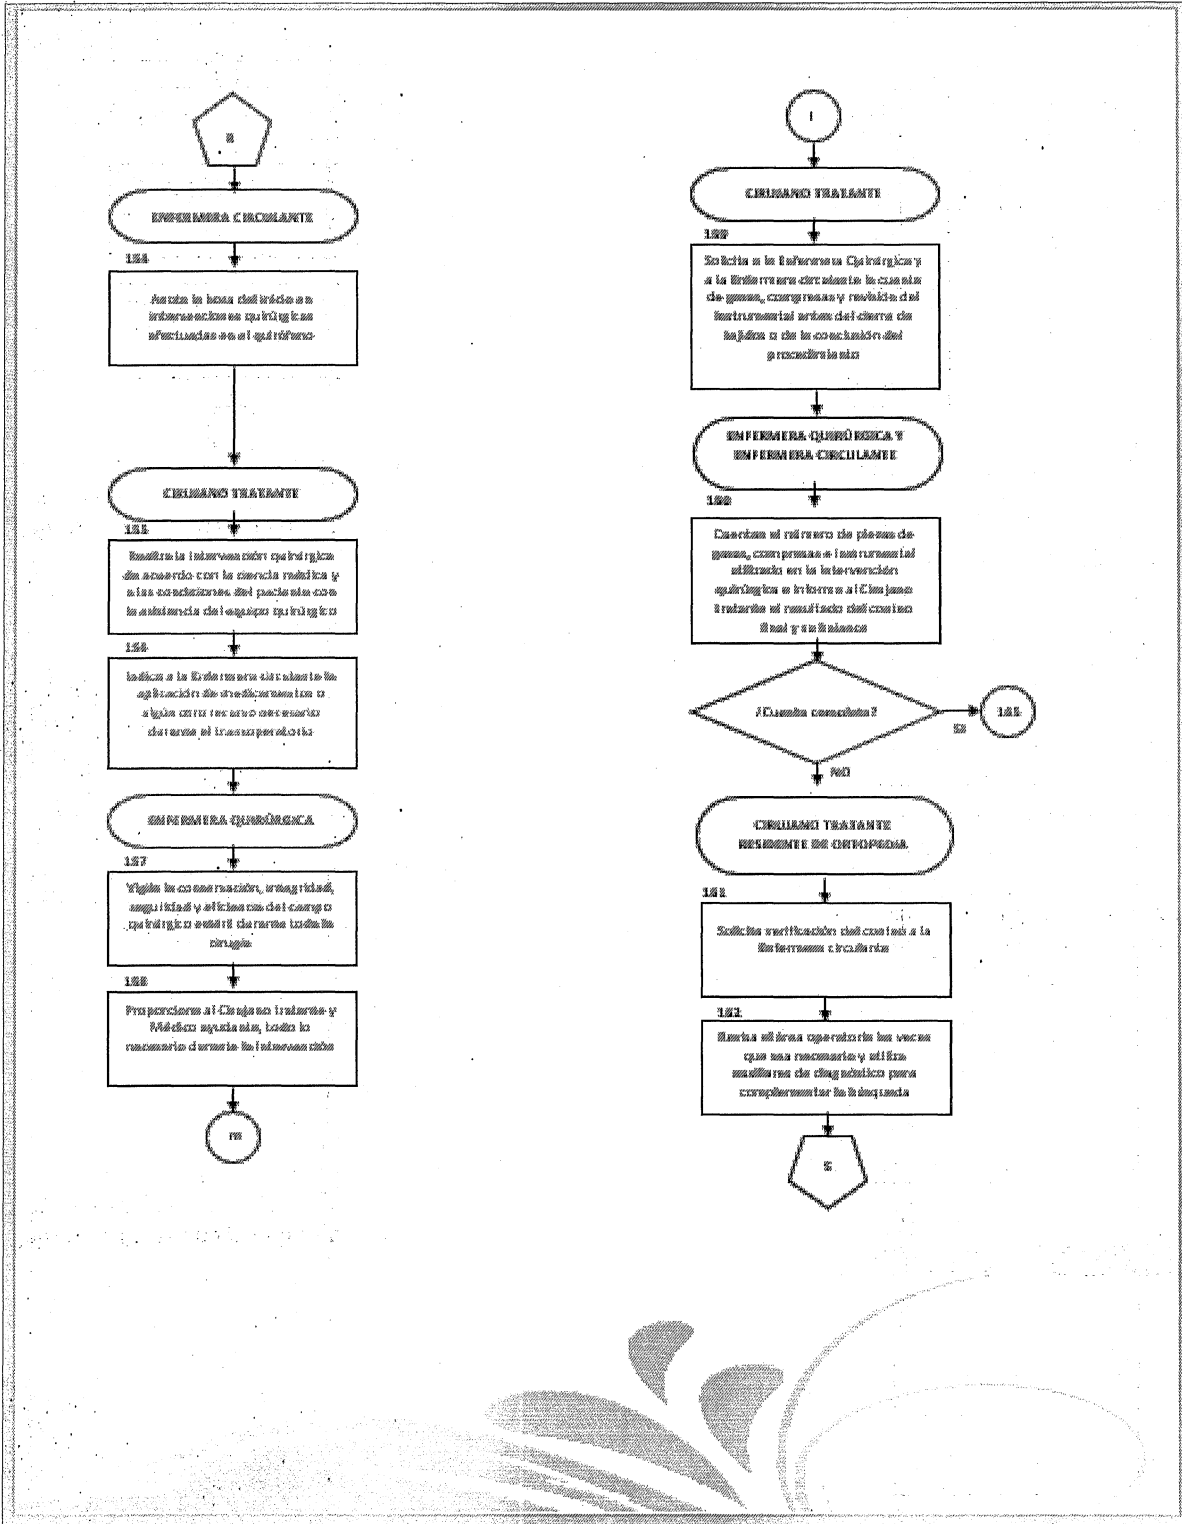 ENFERMERA CIRCULANTE
154
Anota la hora del inicio en
intervenciones quirúrgicas
efectuadas en el quirófano
CIRUJANO TRATANTE
155
Realiza la intervención quirúrgica
de acuerdo con la ciencia médica y
a las condiciones del paciente con
la asistencia del equipo quirúrgico
156
Indica a la Enfermera circulante la
aplicación de medicamentos o
algún otro recurso necesario
durante el transoperatorio
ENFERMERA QUIRÚRGICA
157
Vigila la conservación, integridad,
seguridad y eficiencia del campo
quirúrgico estéril durante toda la
cirugía
158
Proporciona al Cirujano tratante y
Médico ayudante, todo lo
necesario durante la intervención
m
CIRUJANO TRATANTE
159
Solicita a la Enfermera Quirúrgica y
a la Enfermera circulante la cuenta
de gasas, compresas y revisión del
instrumental antes del cierre de
tejidos o de la conclusión del
procedimiento
ENFERMERA QUIRÚRGICA Y
ENFERMERA CIRCULANTE
160
Cuentan el número de piezas de
gasas, compresas e instrumental
utilizado en la intervención
quirúrgica e informa al Cirujano
tratante el resultado del conteo
final y su balance
¿Cuenta completa?
SI
165
NO
CIRUJANO TRATANTE
RESIDENTE DE ORTOPEDIA
161
Solicita verificación del conteo a la
Enfermera circulante
162
Revisa el área operatoria las veces
que sea necesario y utiliza
auxiliares de diagnóstico para
complementar la búsqueda